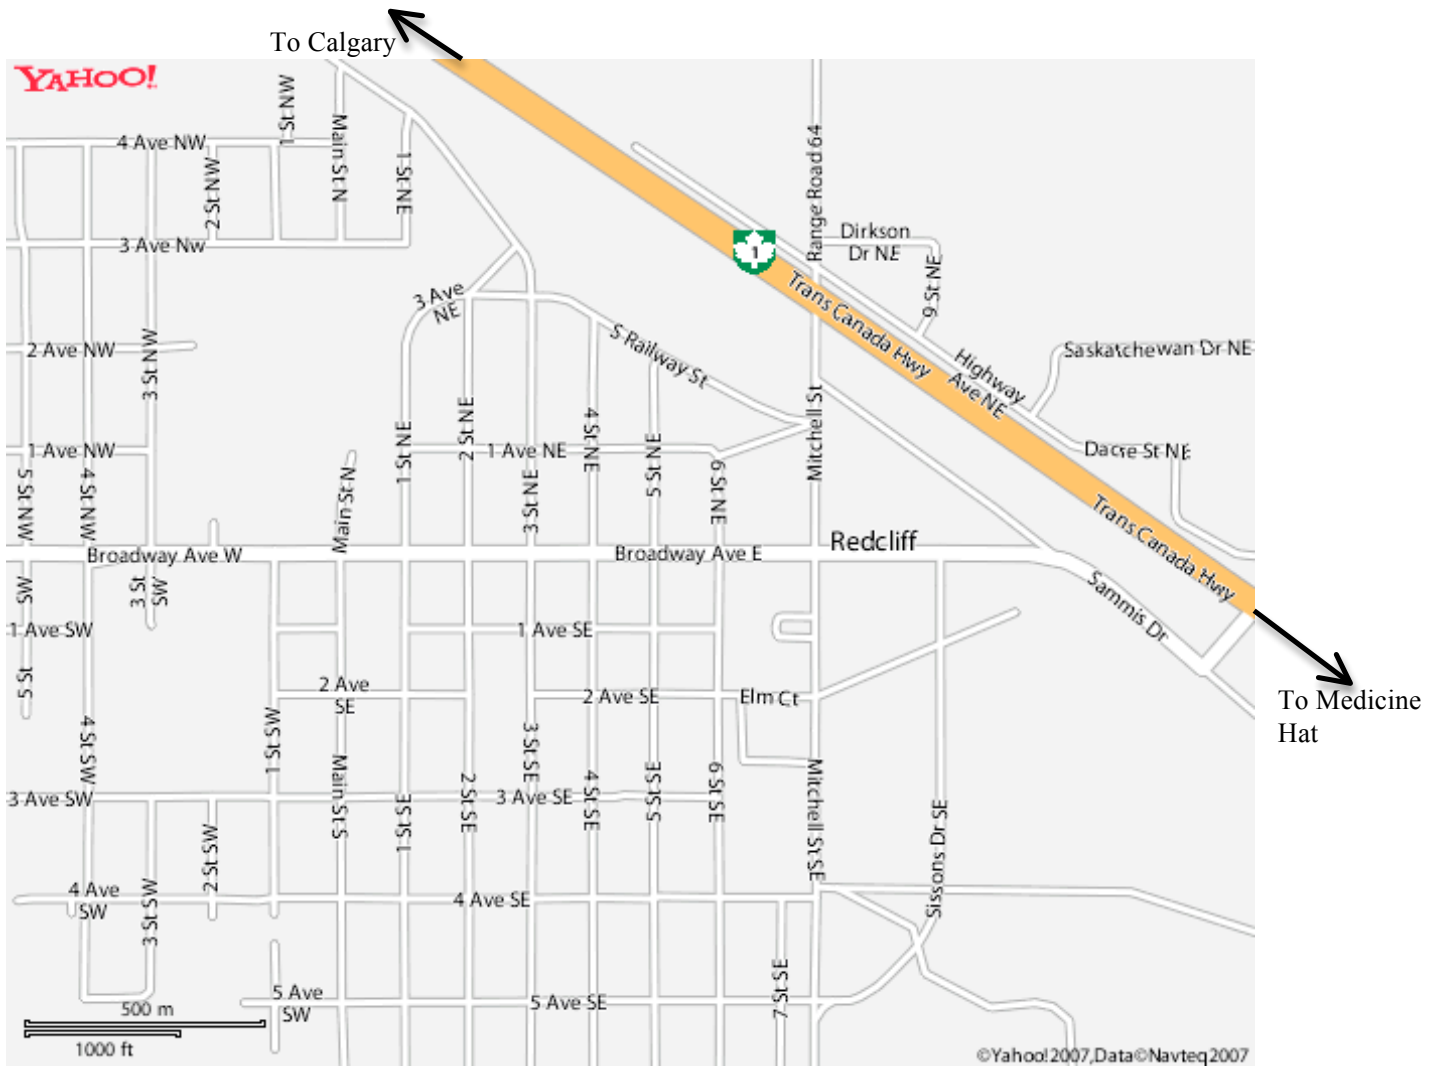 To Calgary
YAHOO!
1 St NW
4 Ave NW
Main St N
1 St NE
2 St NW
Range Road 64
3 Ave Nw
Dirkson
Dr NE
1
9 St NE
3 Ave
NE
Trans Canada Hwy
S Railway St
2 Ave NW
3 St NW
Highway
Ave NE
Saskatchewan Dr NE
Mitchell St
1 Ave NW
1 St NE
2 St NE
1 Ave NE
4 St NE
5 St NE
6 St NE
Dacre St NE
5 St NW
4 St NW
Main St N
3 St NE
Trans Canada Hwy
Broadway Ave W
Broadway Ave E
Redcliff
SW
3 St
SW
Sammis Dr
1 Ave SW
1 Ave SE
5 St
2 Ave
SE
2 Ave SE
Elm Ct
To Medicine
Hat
4 St SW
1 St SW
Main St S
1 St SE
2 St SE
3 St SE
4 St SE
5 St SE
6 St SE
Mitchell St SE
3 Ave SW
3 Ave SE
2 St SW
Sissons Dr SE
4 Ave
SW
3 St SW
4 Ave SE
7 St SE
5 Ave
SW
5 Ave SE
500 m
1000 ft
©Yahoo!2007,Data©Navteq2007